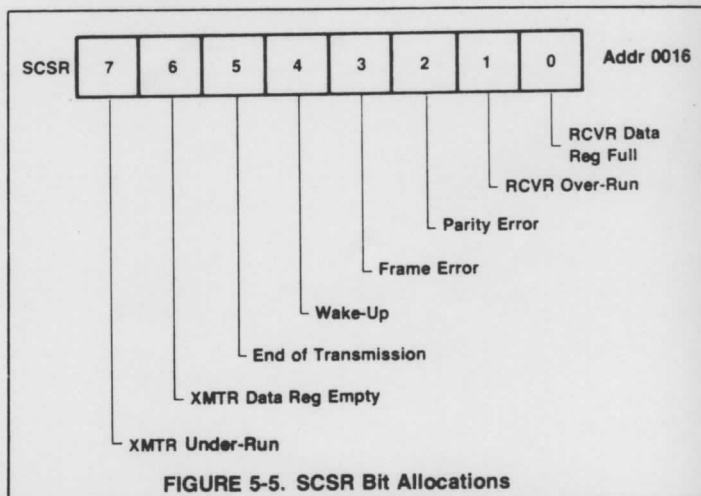 SCSR 7 6 5 4 3 2 1 0 Addr 0016
RCVR Data
Reg Full
RCVR Over-Run
Parity Error
Frame Error
Wake-Up
End of Transmission
XMTR Data Reg Empty
XMTR Under-Run
FIGURE 5-5. SCSR Bit Allocations